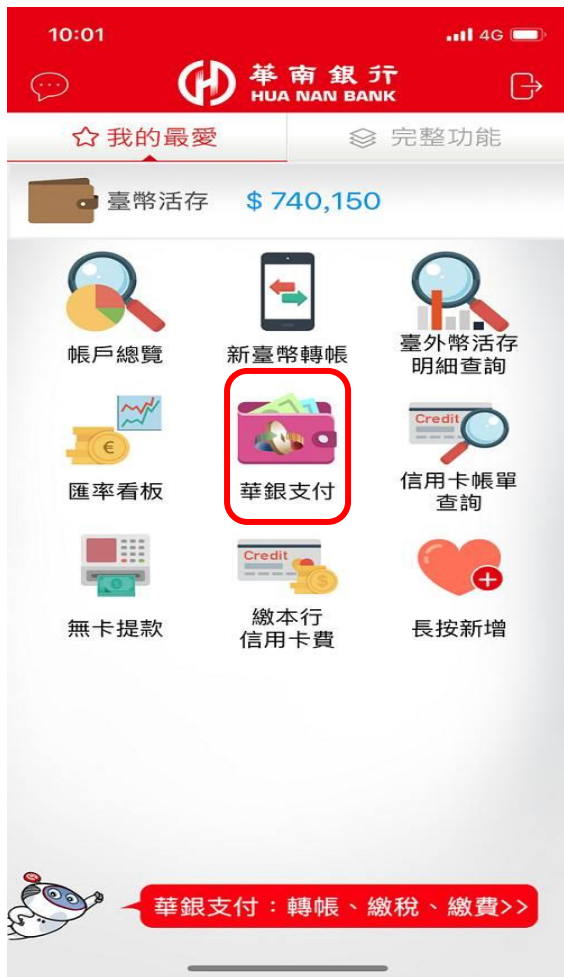 10:01
4G
華南銀行
HUA NAN BANK
我的最愛
完整功能
臺幣活存 $ 740,150
帳戶總覽
新臺幣轉帳
臺外幣活存
明細查詢
€
匯率看板
華銀支付
Credit
信用卡帳單
查詢
無卡提款
Credit
$
繳本行
信用卡費
長按新增
華銀支付：轉帳、繳稅、繳費>>